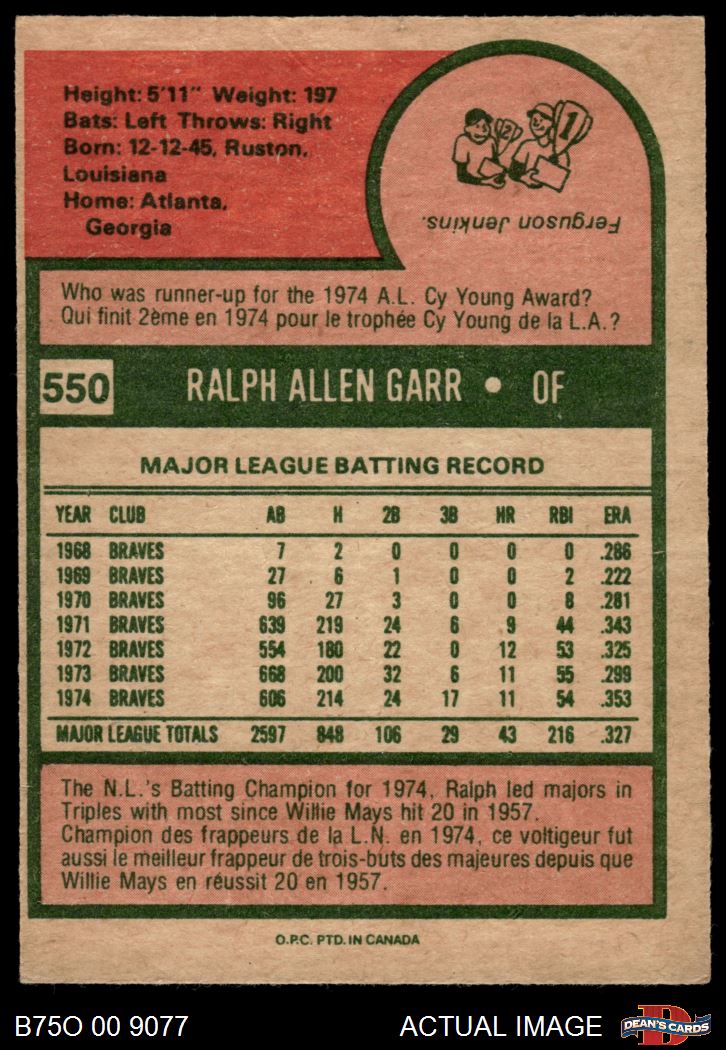 Height: 5'11" Weight: 197
Bats: Left Throws: Right
Born: 12-12-45, Ruston,
Louisiana
Home: Atlanta,
Georgia
2 1
Ferguson Jenkins.
Who was runner-up for the 1974 A.L. Cy Young Award?
Qui finit 2ème en 1974 pour le trophée Cy Young de la L.A.?
550 RALPH ALLEN GARR • OF
MAJOR LEAGUE BATTING RECORD
YEAR CLUB AB H 2B 3B HR RBI ERA
1968 BRAVES 7 2 0 0 0 0 .286
1969 BRAVES 27 6 1 0 0 2 .222
1970 BRAVES 96 27 3 0 0 8 .281
1971 BRAVES 639 219 24 6 9 44 .343
1972 BRAVES 554 180 22 0 12 53 .325
1973 BRAVES 668 200 32 6 11 55 .299
1974 BRAVES 606 214 24 17 11 54 .353
MAJOR LEAGUE TOTALS 2597 848 106 29 43 216 .327
The N.L.'s Batting Champion for 1974, Ralph led majors in
Triples with most since Willie Mays hit 20 in 1957.
Champion des frappeurs de la L.N. en 1974, ce voltigeur fut
aussi le meilleur frappeur de trois-buts des majeures depuis que
Willie Mays en réussit 20 en 1957.
O.P.C. PTD. IN CANADA
B75O 00 9077 ACTUAL IMAGE D DEAN'S CARDS